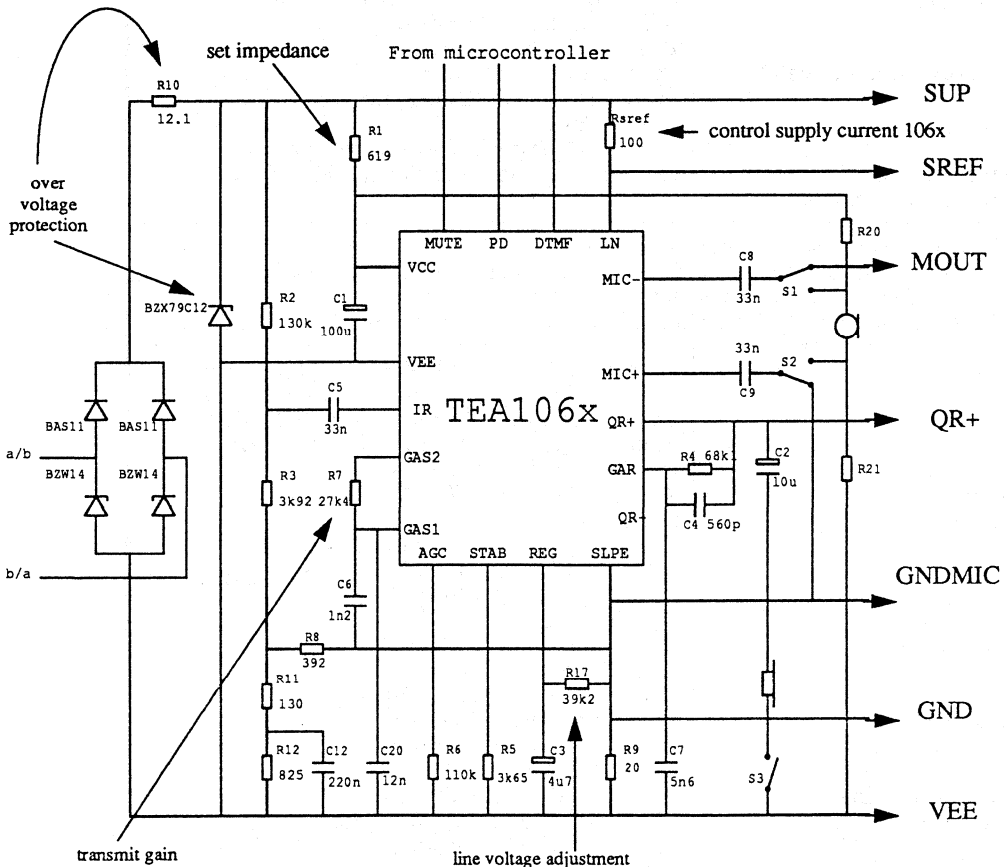 set impedance
From microcontroller
R10
12.1
SUP
R1
619
Rsref
100
control supply current 106x
SREF
over
voltage
protection
R20
MUTE
PD
DTMF
LN
VCC
MIC-
C8
33n
S1
MOUT
BZX79C12
R2
130k
C1
100u
VEE
MIC+
33n
C9
S2
BAS11
BAS11
C5
33n
IR
TEA106x
QR+
QR+
a/b
BZW14
BZW14
GAS2
GAR
R4
68k1
C2
10u
R21
R3
3k92
R7
27k4
GAS1
QR-
C4
560p
b/a
AGC
STAB
REG
SLPE
GNDMIC
C6
1n2
R8
392
R17
39k2
R11
130
GND
R12
825
C12
220n
C20
12n
R6
110k
R5
3k65
C3
4u7
R9
20
C7
5n6
S3
VEE
transmit gain
line voltage adjustment